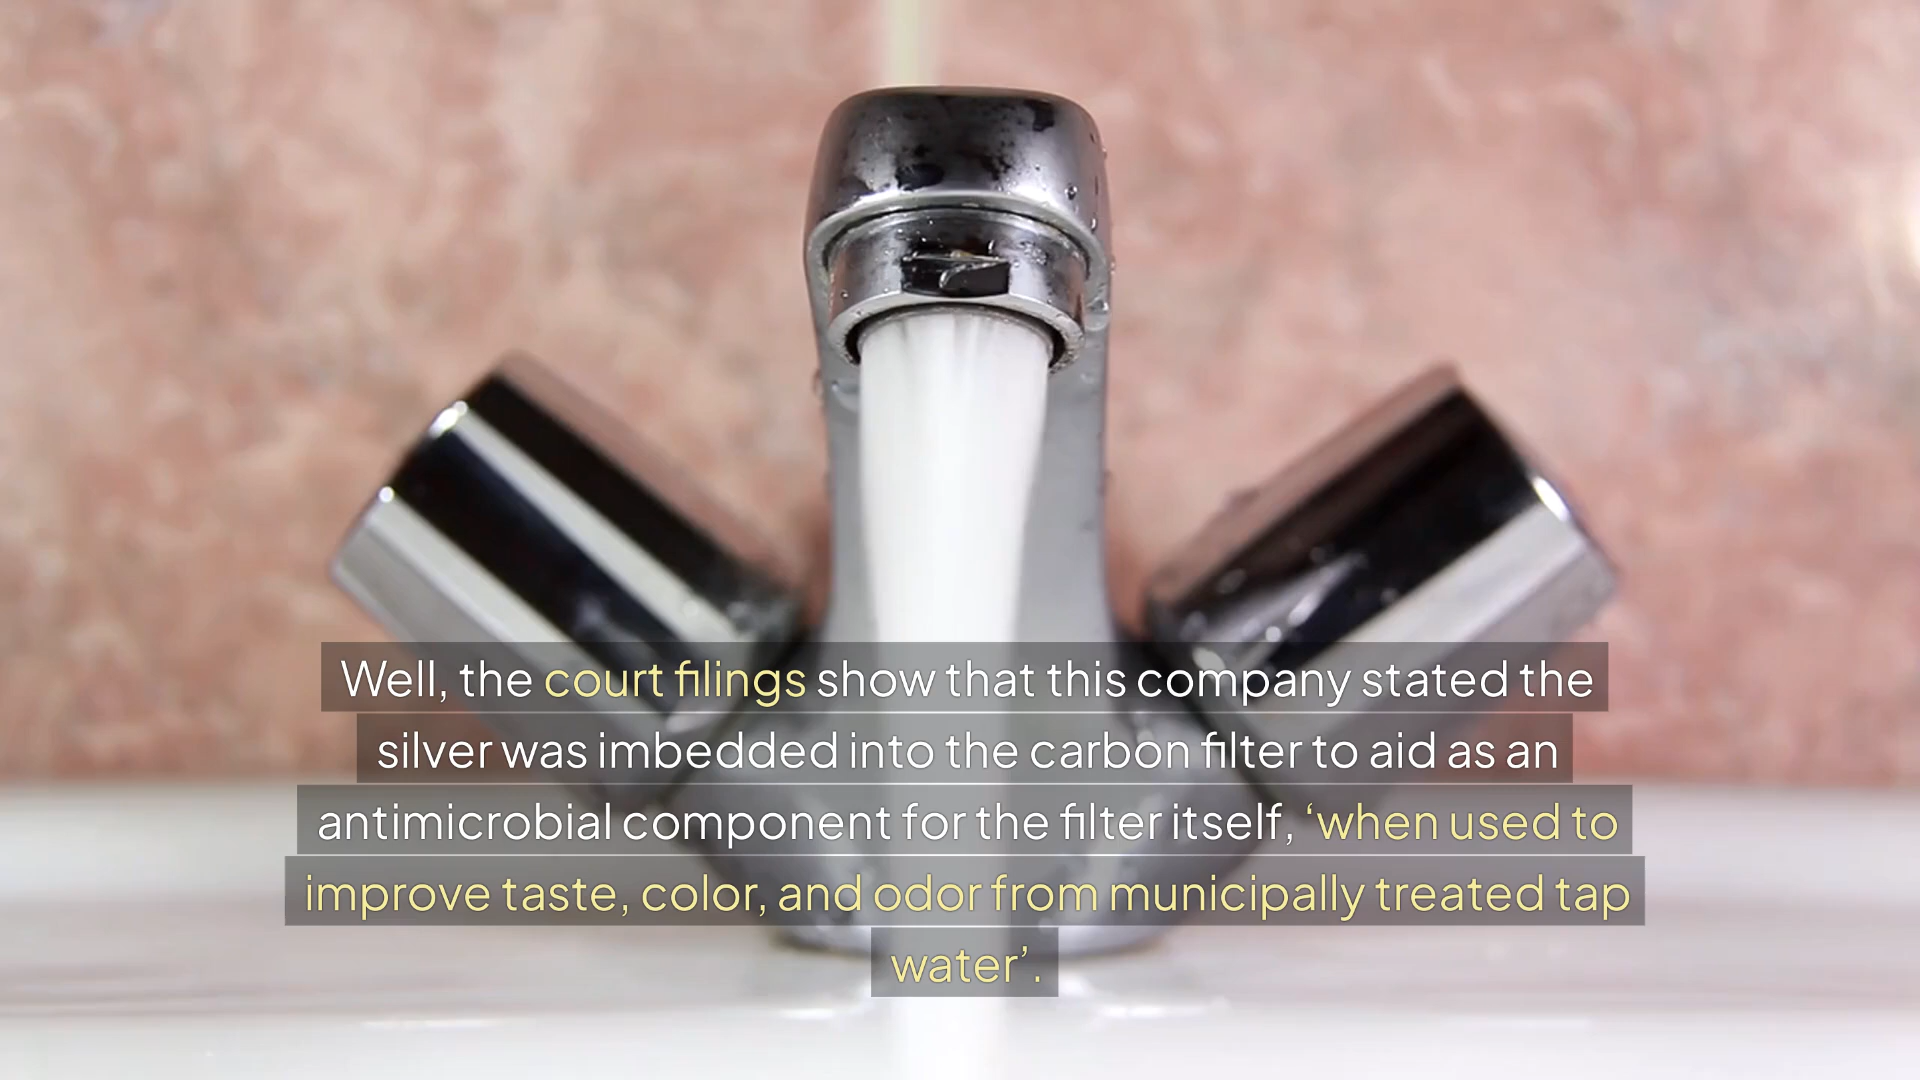 Well, the court filings show that this company stated the
silver was imbedded into the carbon filter to aid as an
antimicrobial component for the filter itself, ‘when used to
improve taste, color, and odor from municipally treated tap
water’.